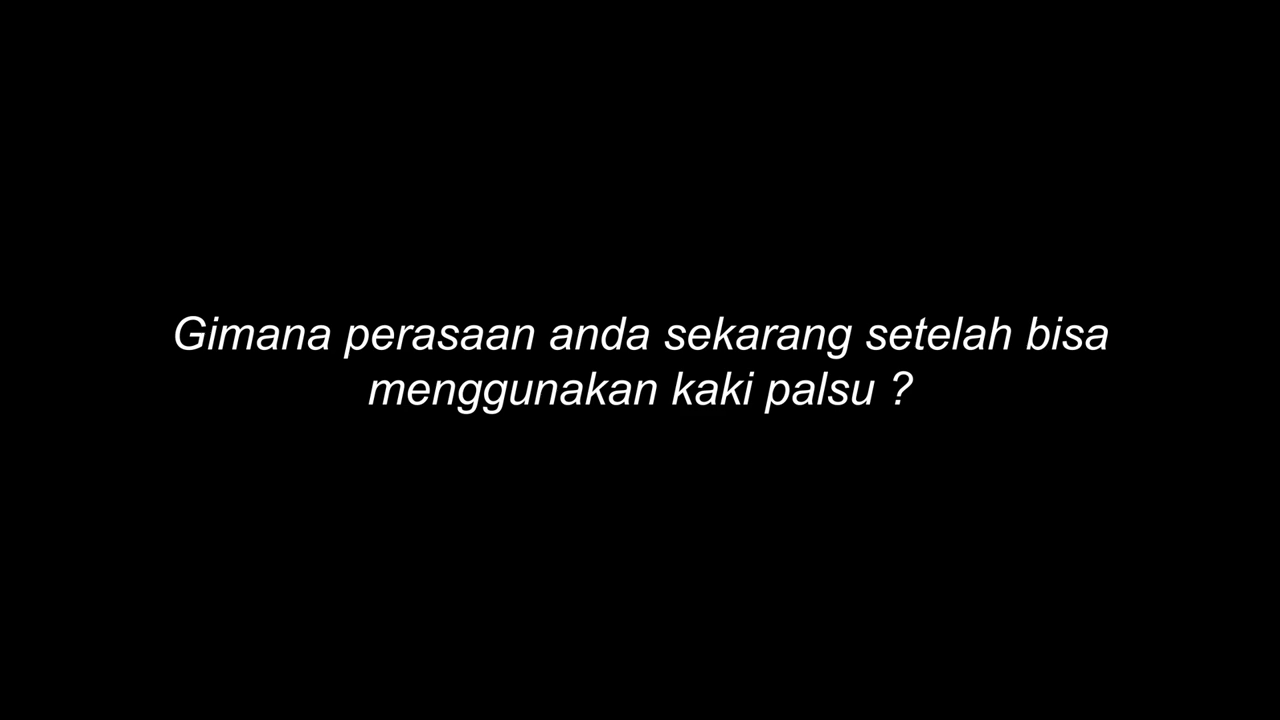 Gimana perasaan anda sekarang setelah bisa
menggunakan kaki palsu ?